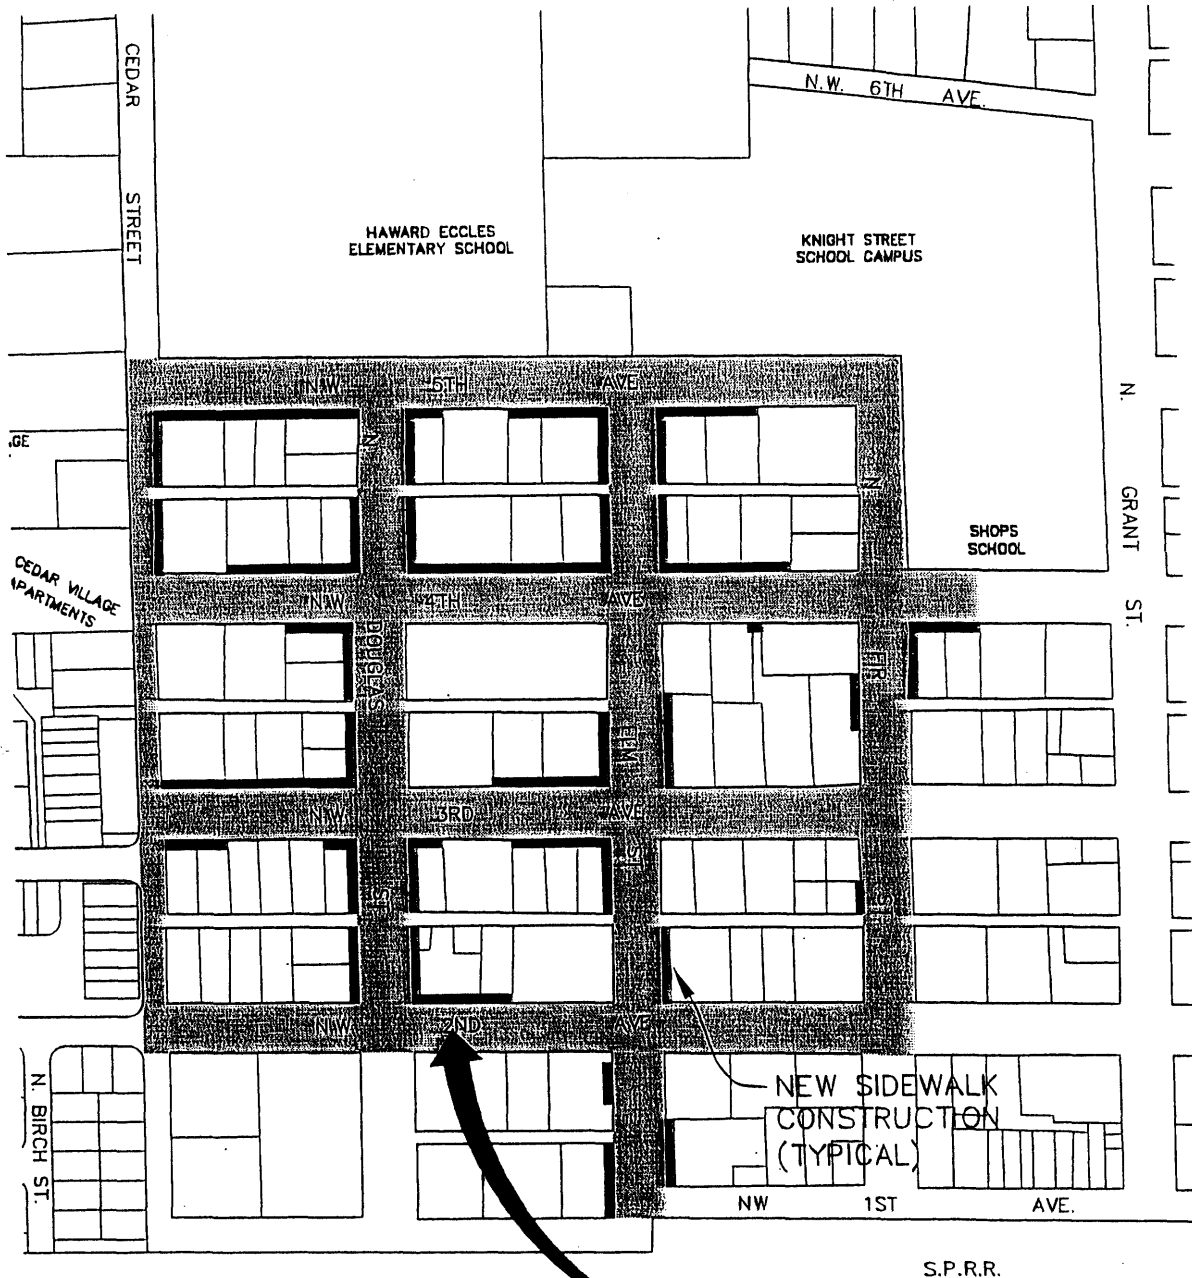 CEDAR
STREET
N.W. 6TH AVE.
HAWARD ECCLES
ELEMENTARY SCHOOL
KNIGHT STREET
SCHOOL CAMPUS
N.W. 5TH AVE
N. GRANT ST.
GE
N
N
SHOPS
SCHOOL
CEDAR VILLAGE
APARTMENTS
N.W. 4TH AVE
DOUGLAS
FIR
ELM
N.W. 3RD AVE
ST
ST
ST
N.W. 2ND AVE
NEW SIDEWALK
CONSTRUCTION
(TYPICAL)
N. BIRCH ST.
NW 1ST AVE.
S.P.R.R.